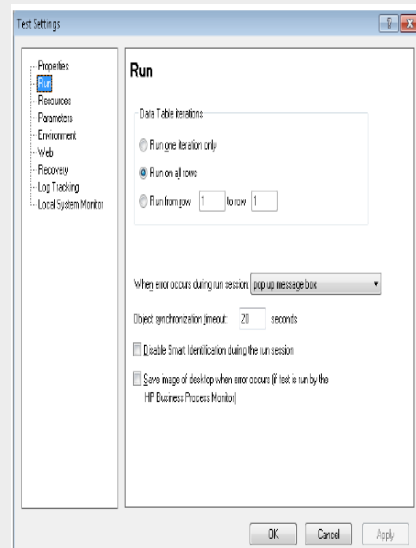 Test Settings
Properties
Run
Resources
Parameters
Environment
Web
Recovery
Log Tracking
Local System Monitor
Run
Data Table iterations
Run one iteration only
Run on all rows
Run from row 1 to row 1
When error occurs during run session: pop up message box
Object synchronization timeout: 20 seconds
Disable Smart Identification during the run session
Save image of desktop when error occurs (if test is run by the
HP Business Process Monitor)
OK Cancel Apply